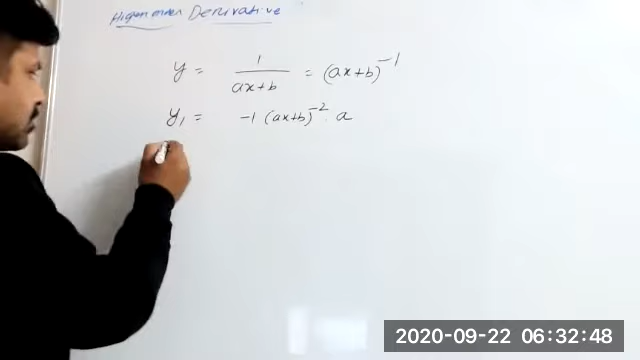 Higher order Derivative
y = 1/(ax+b) = (ax+b)^-1
y₁ = -1 (ax+b)^-2 . a
2020-09-22 06:32:48